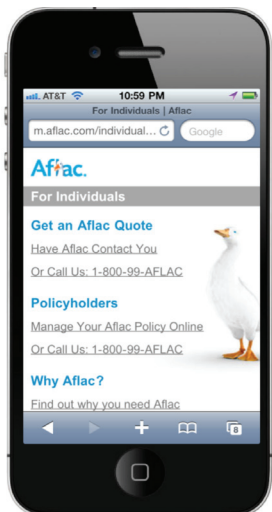 AT&T 10:59 PM
For Individuals | Aflac
m.aflac.com/individual... Google
Aflac.
For Individuals
Get an Aflac Quote
Have Aflac Contact You
Or Call Us: 1-800-99-AFLAC
Policyholders
Manage Your Aflac Policy Online
Or Call Us: 1-800-99-AFLAC
Why Aflac?
Find out why you need Aflac
8